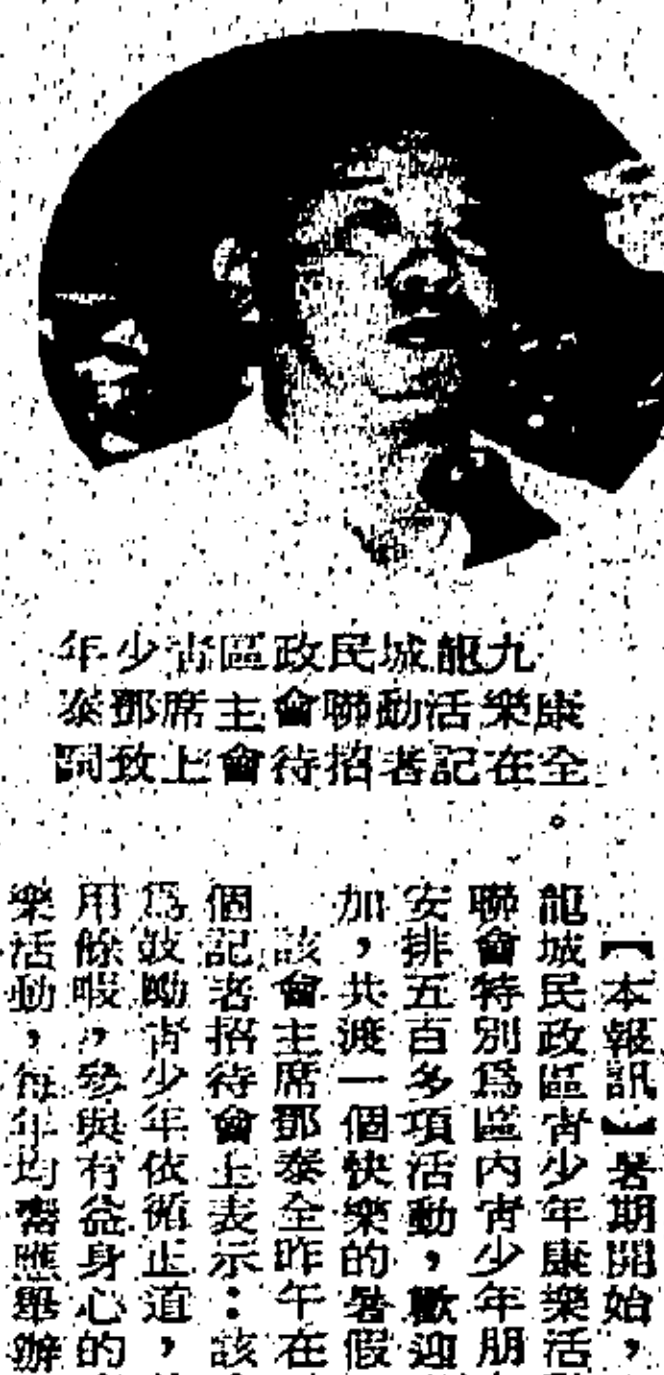 九龍城民政區青少年
康樂活動聯會主席鄧泰
全在記者招待會上致詞
。
【本報訊】暑期開始，
龍城民政區青少年康樂活
聯會特別爲區內青少年朋
安排五百多項活動，歡迎
加，共渡一個快樂的暑假
該會主席鄧泰全昨午在
個記者招待會上表示：該
爲鼓勵青少年依循正道，
用餘暇，參與有益身心的
樂活動，每年均響應舉辦